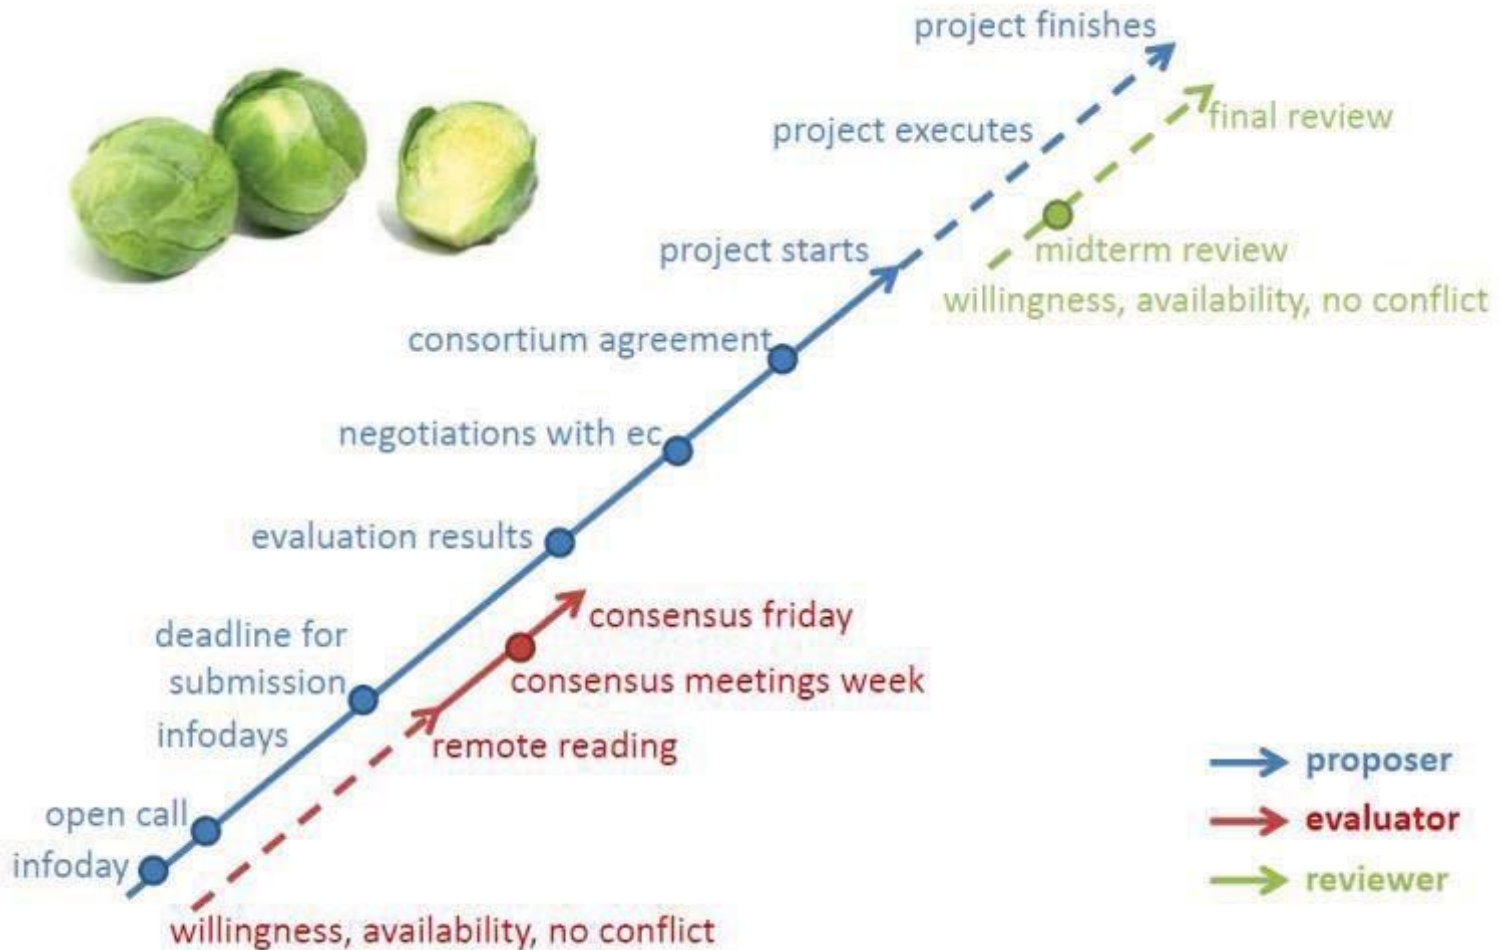 project finishes
final review
project executes
project starts
midterm review
willingness, availability, no conflict
consortium agreement
negotiations with ec
evaluation results
consensus friday
deadline for
submission
consensus meetings week
infodays
remote reading
proposer
open call
evaluator
infoday
reviewer
willingness, availability, no conflict